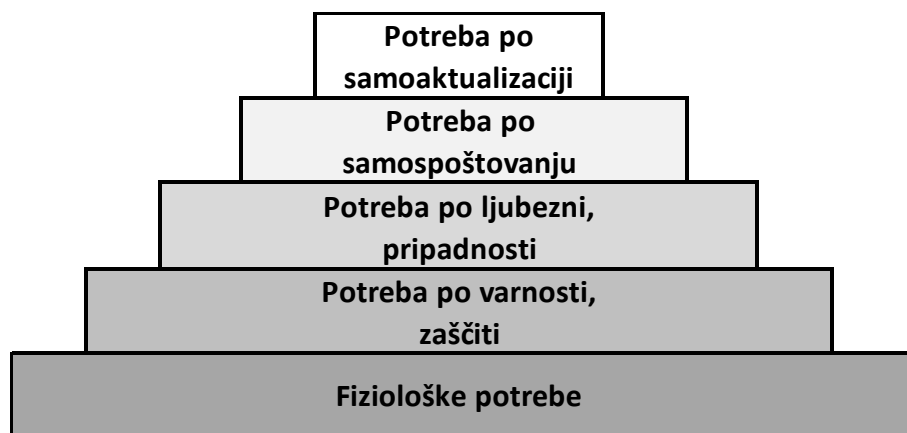 Potreba po
samoaktualizaciji
Potreba po
samospoštovanju
Potreba po ljubezni,
pripadnosti
Potreba po varnosti,
zaščiti
Fiziološke potrebe